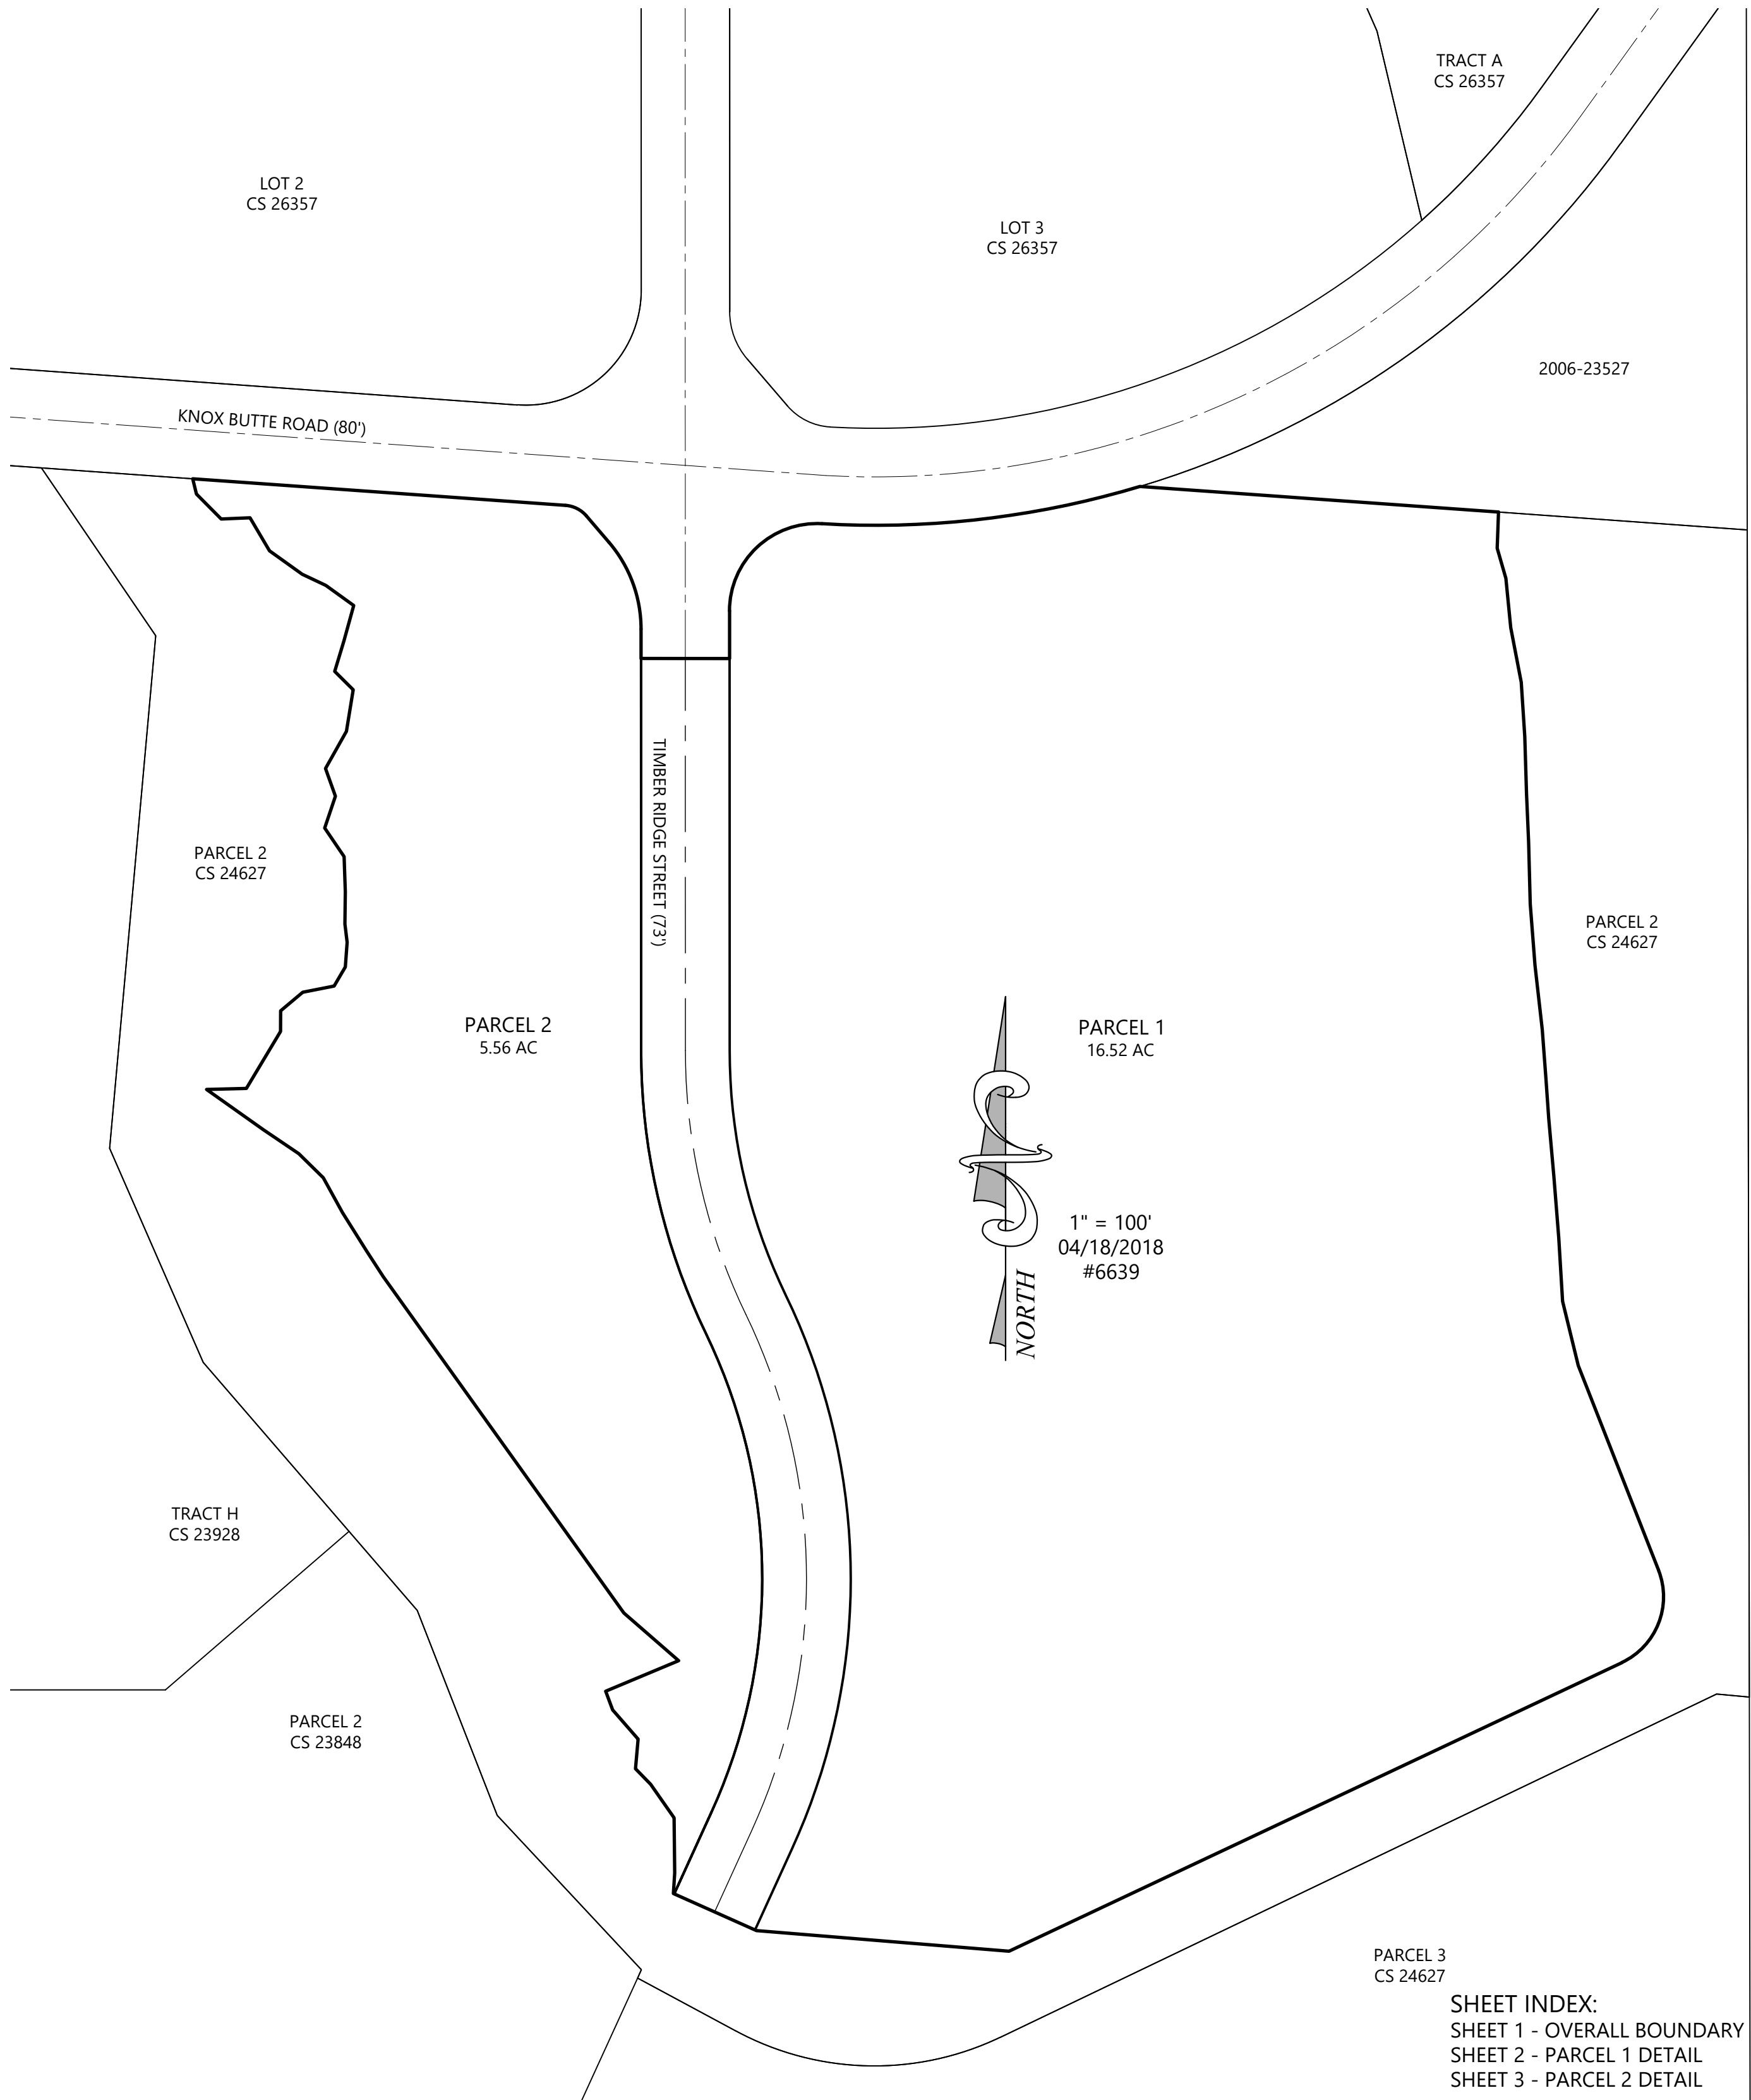 TRACT A
CS 26357
LOT 2
CS 26357
LOT 3
CS 26357
2006-23527
KNOX BUTTE ROAD (80')
TIMBER RIDGE STREET (73')
PARCEL 2
CS 24627
PARCEL 2
CS 24627
PARCEL 2
5.56 AC
PARCEL 1
16.52 AC
1" = 100'
04/18/2018
#6639
NORTH
TRACT H
CS 23928
PARCEL 2
CS 23848
PARCEL 3
CS 24627
SHEET INDEX:
SHEET 1 - OVERALL BOUNDARY
SHEET 2 - PARCEL 1 DETAIL
SHEET 3 - PARCEL 2 DETAIL